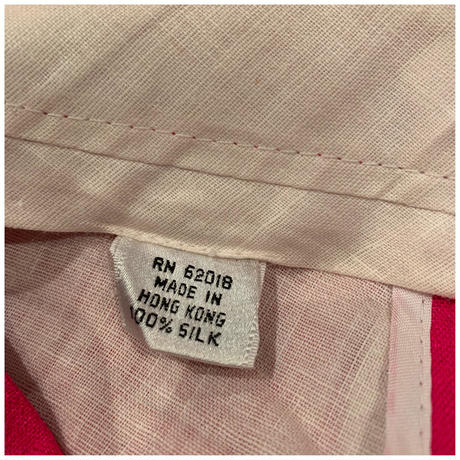 RN 62018
MADE IN
HONG KONG
100% SILK